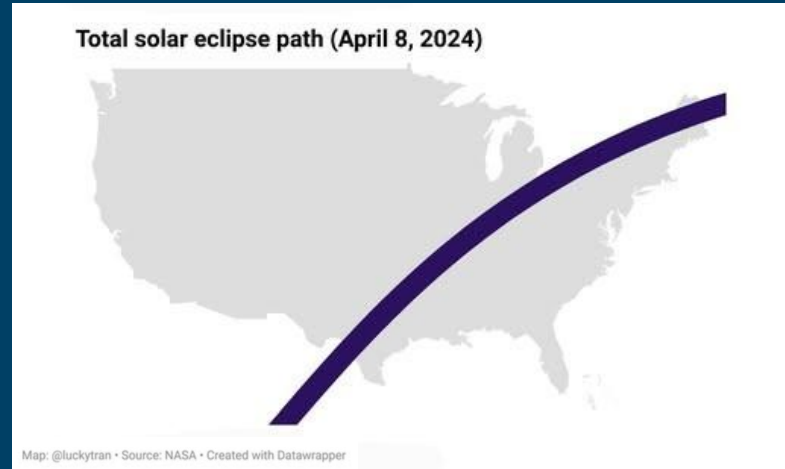 Total solar eclipse path (April 8, 2024)
Map: @luckytran • Source: NASA • Created with Datawrapper